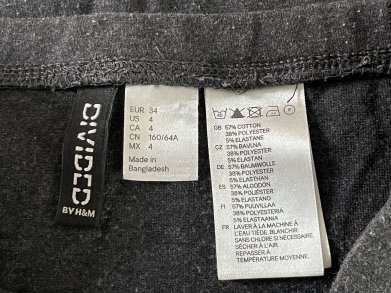 DIVIDED
BY H&M
EUR 34
US 4
CA 4
CN 160/64A
MX 4
Made in
Bangladesh
GB 57% COTTON
38% POLYESTER
5% ELASTANE
CZ 57% BAVLNA
38% POLYESTER
5% ELASTAN
DE 57% BAUMWOLLE
38% POLYESTER
5% ELASTHAN
ES 57% ALGODÓN
38% POLIÉSTER
5% ELASTANO
FI 57% PUUVILLAA
38% POLYESTERIÄ
5% ELASTAANIA
FR LAVER À LA MACHINE À
L'EAU TIÈDE. BLANCHIR
SANS CHLORE SI NÉCESSAIRE.
SÉCHER À L'AIR.
REPASSER À
TEMPÉRATURE MOYENNE.